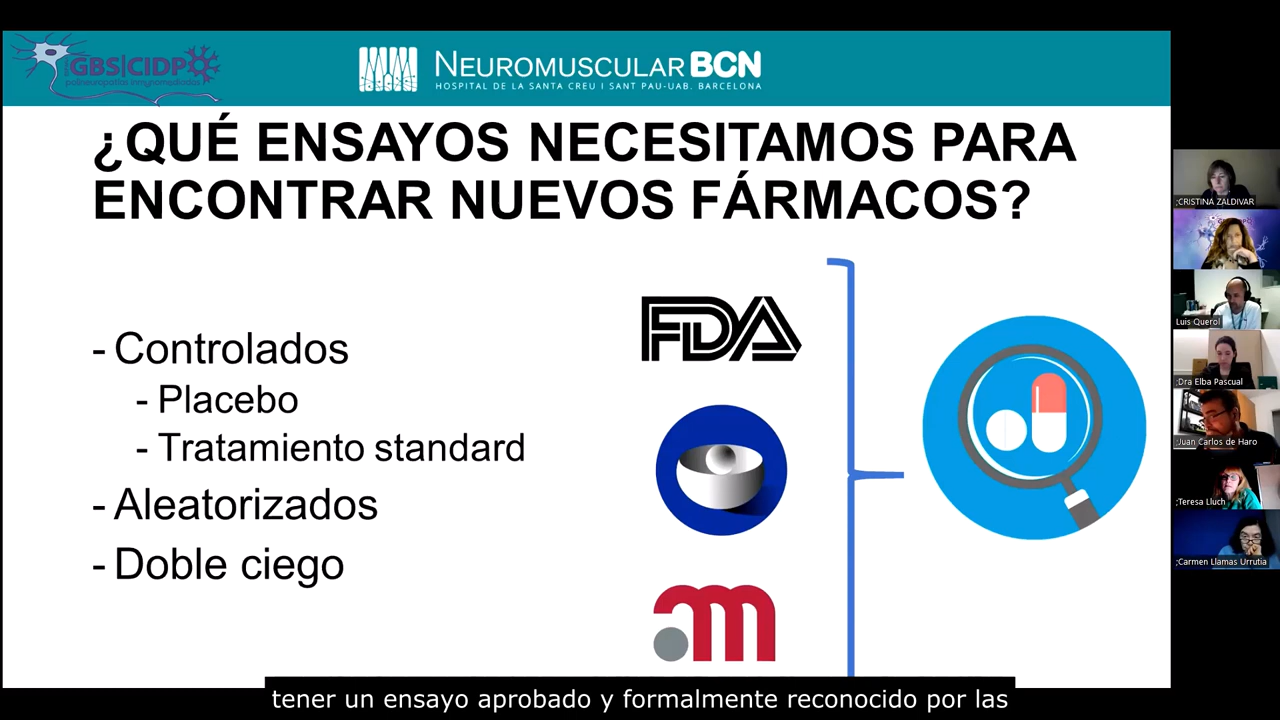 GBS|CIDP
polineuropatías inmunomediadas
NEUROMUSCULAR BCN
HOSPITAL DE LA SANTA CREU I SANT PAU-UAB. BARCELONA
¿QUÉ ENSAYOS NECESITAMOS PARA
ENCONTRAR NUEVOS FÁRMACOS?
- Controlados
- Placebo
- Tratamiento standard
- Aleatorizados
- Doble ciego
FDA
am
;CRISTINA ZALDIVAR
Luis Querol
;Dra Elba Pascual
;Juan Carlos de Haro
;Teresa Lluch
;Carmen Llamas Urrutia
tener un ensayo aprobado y formalmente reconocido por las